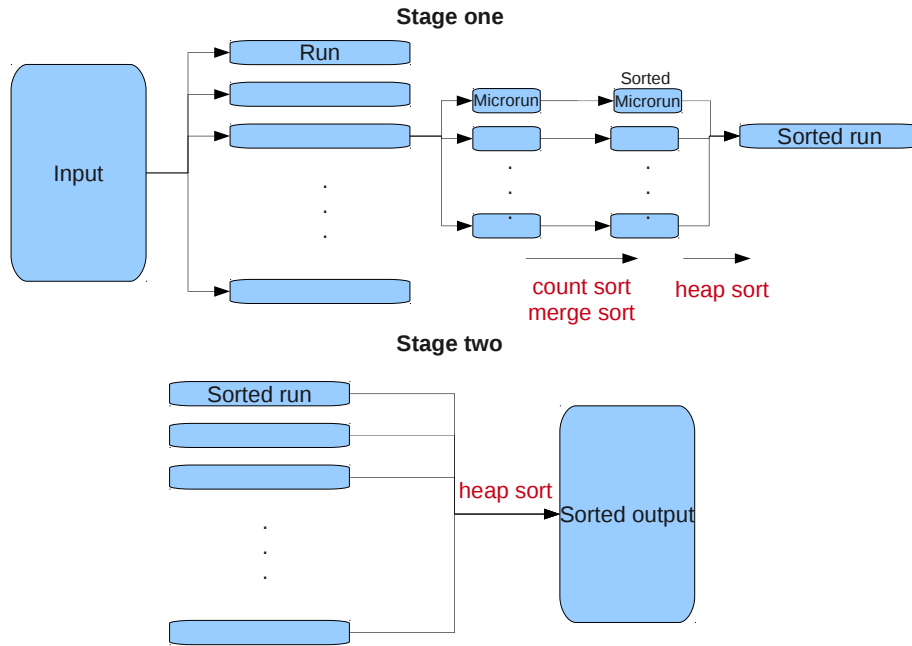 Stage one
Run
Input
Microrun
Sorted
Microrun
Sorted run
count sort
merge sort
heap sort
Stage two
Sorted run
heap sort
Sorted output